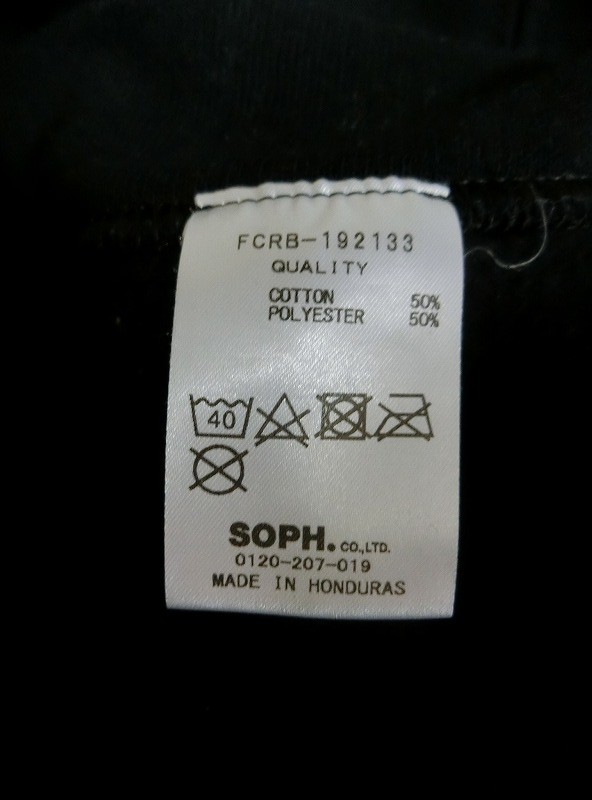 FCRB-192133
QUALITY
COTTON 50%
POLYESTER 50%
40
SOPH. CO.,LTD.
0120-207-019
MADE IN HONDURAS